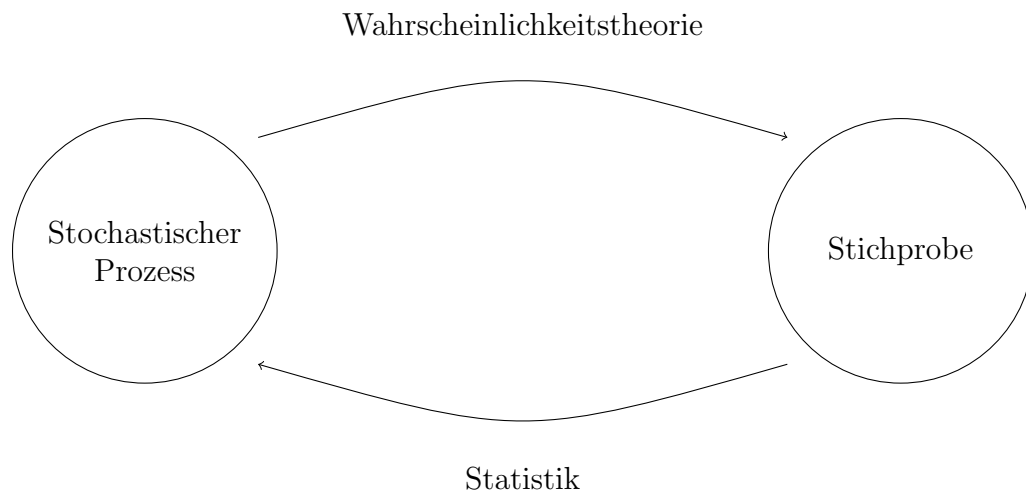 Wahrscheinlichkeitstheorie
Stochastischer
Prozess
Stichprobe
Statistik